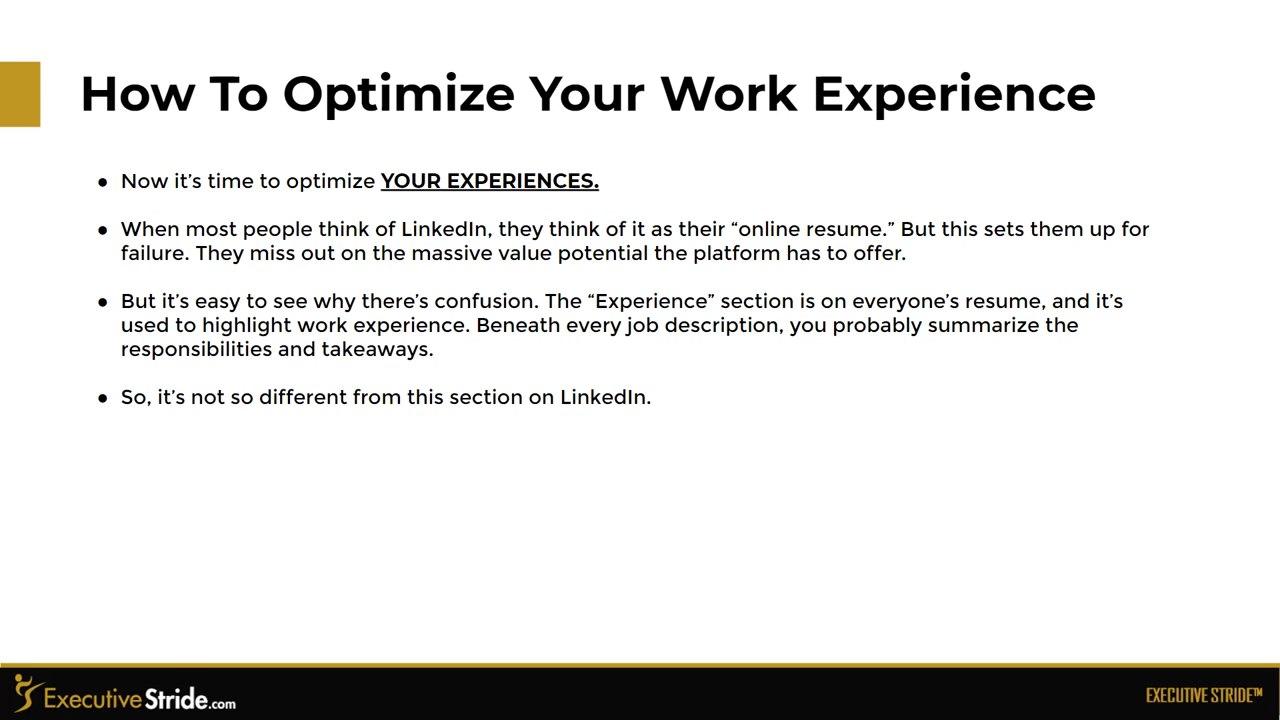 How To Optimize Your Work Experience
● Now it’s time to optimize YOUR EXPERIENCES.
● When most people think of LinkedIn, they think of it as their “online resume.” But this sets them up for
failure. They miss out on the massive value potential the platform has to offer.
● But it’s easy to see why there’s confusion. The “Experience” section is on everyone’s resume, and it’s
used to highlight work experience. Beneath every job description, you probably summarize the
responsibilities and takeaways.
● So, it’s not so different from this section on LinkedIn.
ExecutiveStride.com
EXECUTIVE STRIDE™